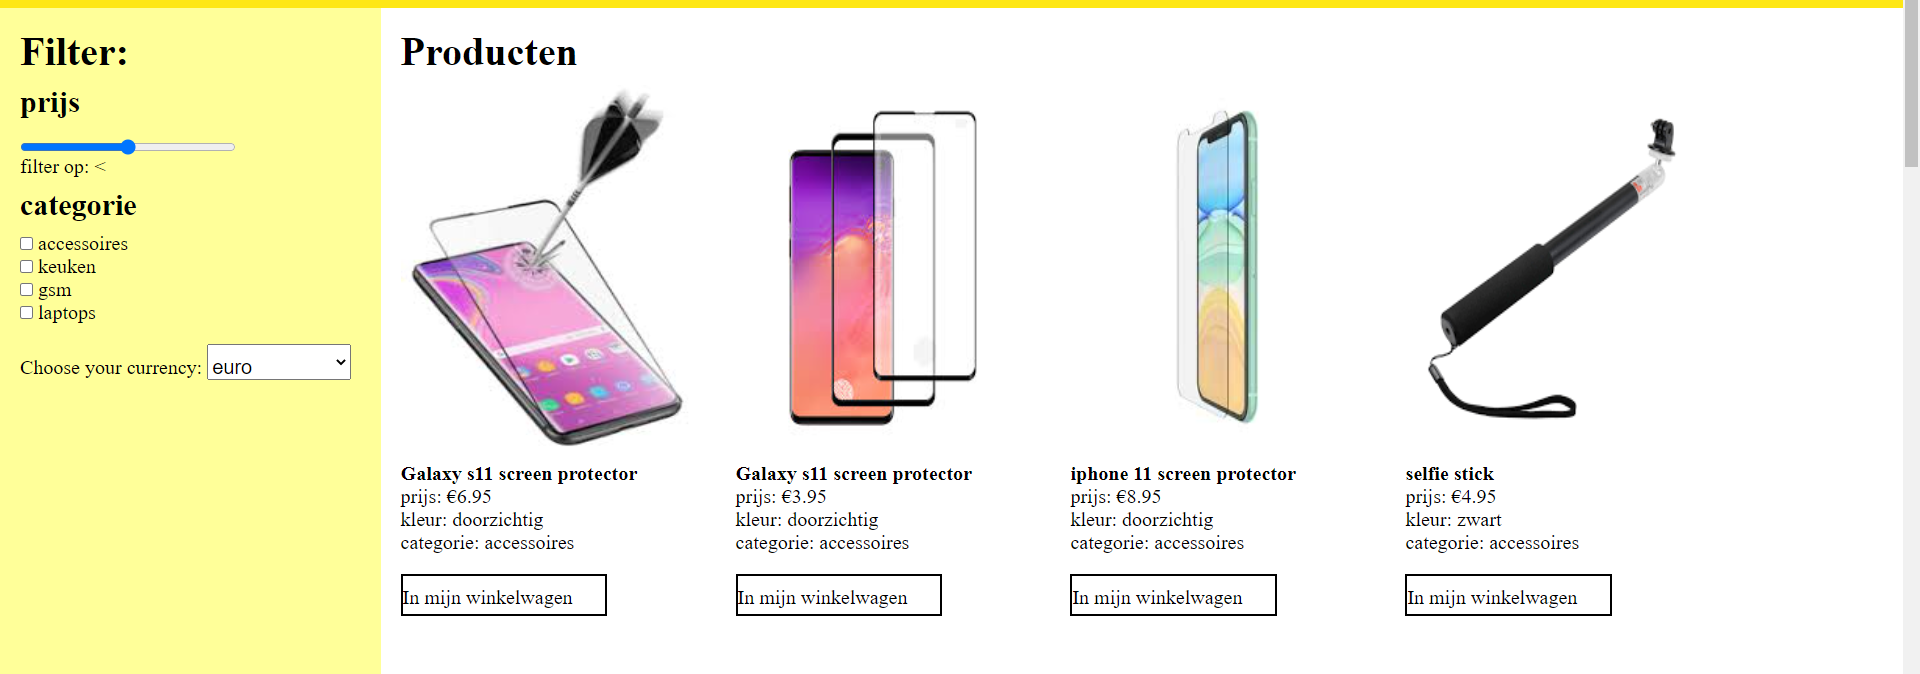 Filter:
prijs
filter op: <
categorie
accessoires
keuken
gsm
laptops
Choose your currency: euro
Producten
Galaxy s11 screen protector
prijs: €6.95
kleur: doorzichtig
categorie: accessoires
In mijn winkelwagen
Galaxy s11 screen protector
prijs: €3.95
kleur: doorzichtig
categorie: accessoires
In mijn winkelwagen
iphone 11 screen protector
prijs: €8.95
kleur: doorzichtig
categorie: accessoires
In mijn winkelwagen
selfie stick
prijs: €4.95
kleur: zwart
categorie: accessoires
In mijn winkelwagen